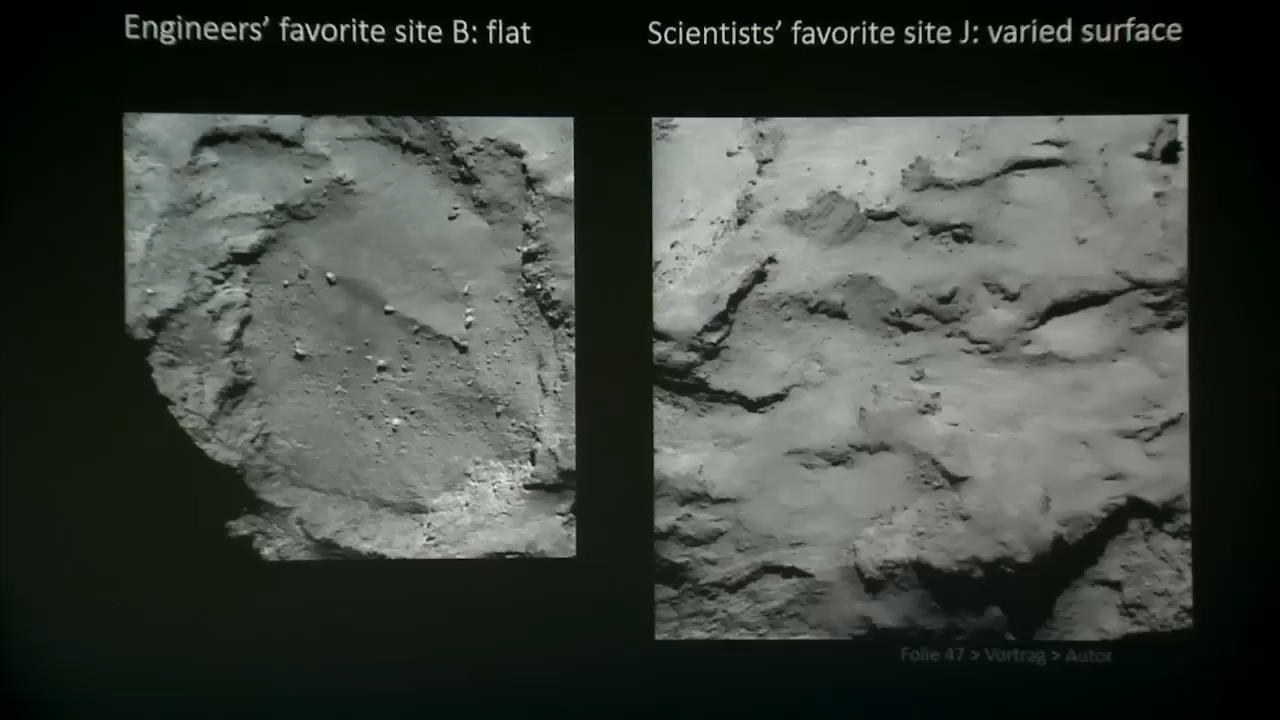 Engineers’ favorite site B: flat
Scientists’ favorite site J: varied surface
Folie 47 > Vortrag > Autor